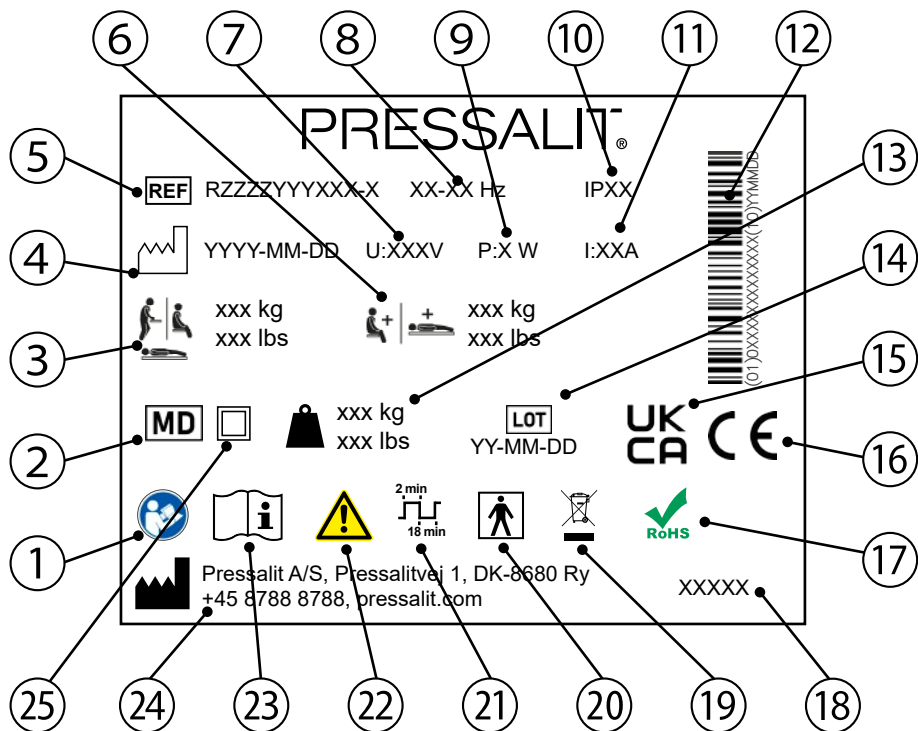 6 7 8 9 10 11 12
PRESSALIT®
5 REF RZZZZYYYXXX-X XX-XX Hz IPXX 13
4 YYYY-MM-DD U:XXXV P:X W I:XXA
14
xxx kg xxx kg
xxx lbs xxx lbs
3
(01)0XXXXXXXXXXXXX(10)YYMMDD
15
MD xxx kg LOT UK CE
xxx lbs YY-MM-DD CA
2 16
2 min
18 min
i
RoHS
1 17
Pressalit A/S, Pressalitvej 1, DK-8680 Ry
+45 8788 8788, pressalit.com
XXXXX
25 24 23 22 21 20 19 18